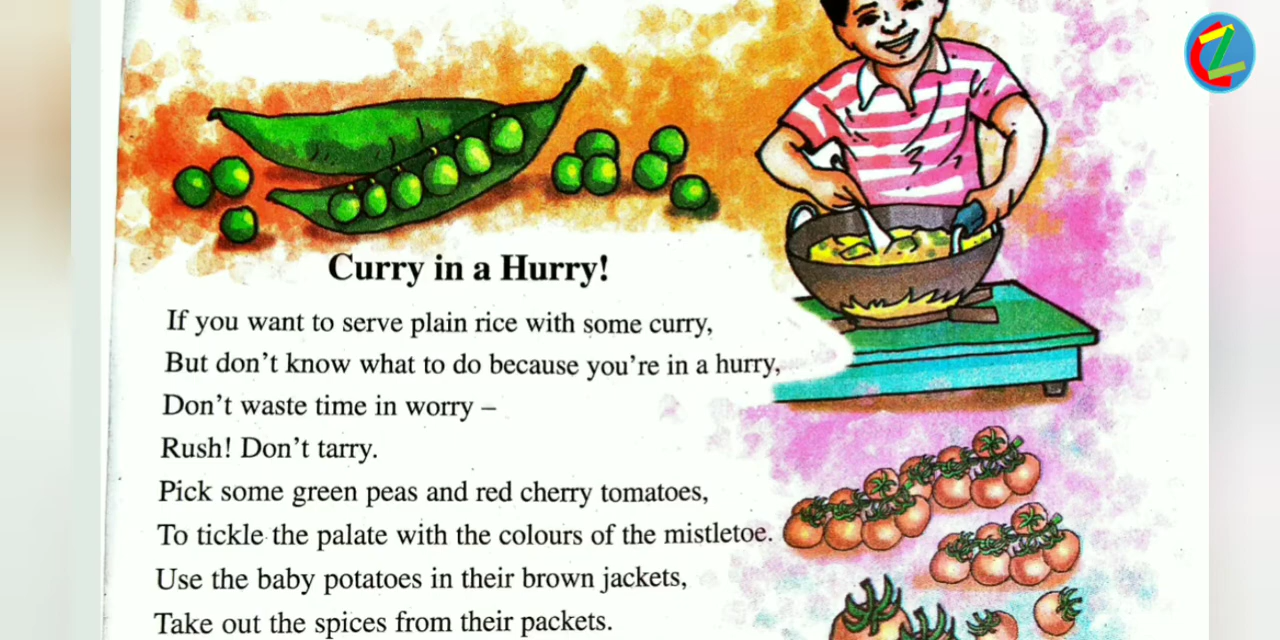 Curry in a Hurry!
If you want to serve plain rice with some curry,
But don't know what to do because you're in a hurry,
Don't waste time in worry –
Rush! Don't tarry.
Pick some green peas and red cherry tomatoes,
To tickle the palate with the colours of the mistletoe.
Use the baby potatoes in their brown jackets,
Take out the spices from their packets.